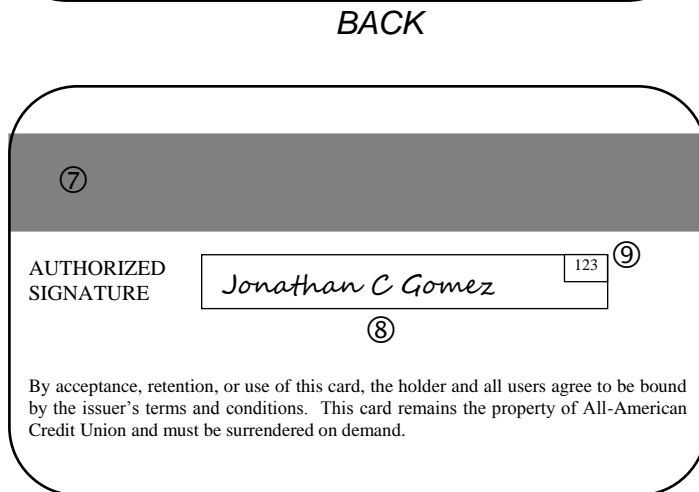 BACK
⑦
AUTHORIZED
SIGNATURE
Jonathan C Gomez
123
⑨
⑧
By acceptance, retention, or use of this card, the holder and all users agree to be bound
by the issuer's terms and conditions. This card remains the property of All-American
Credit Union and must be surrendered on demand.